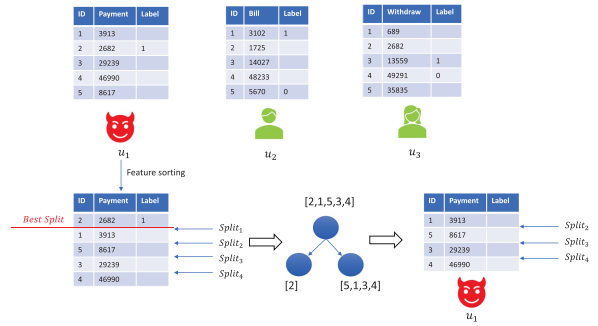 ID Payment Label
1 3913
2 2682 1
3 29239
4 46990
5 8617
u1
ID Bill Label
1 3102 1
2 1725
3 14027
4 48233
5 5670 0
u2
ID Withdraw Label
1 689
2 2682
3 13559 1
4 49291 0
5 35835
u3
Feature sorting
Best Split
ID Payment Label
2 2682 1
1 3913
5 8617
3 29239
4 46990
Split1
Split2
Split3
Split4
[2,1,5,3,4]
[2]
[5,1,3,4]
ID Payment Label
1 3913
5 8617
3 29239
4 46990
Split2
Split3
Split4
u1